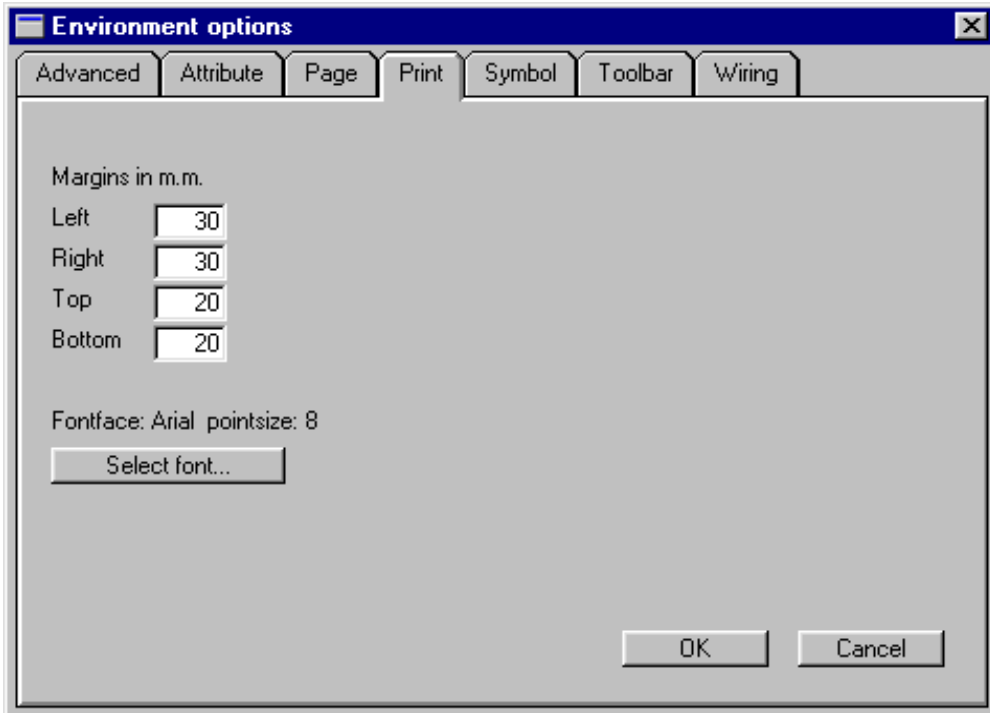 Environment options
Advanced Attribute Page Print Symbol Toolbar Wiring
Margins in m.m.
Left 30
Right 30
Top 20
Bottom 20
Fontface: Arial pointsize: 8
Select font...
OK Cancel